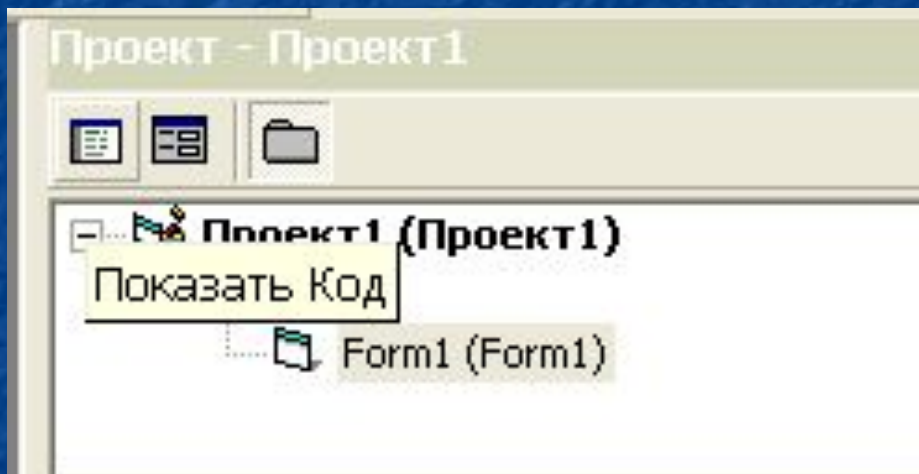 Проект - Проект1
Проект1 (Проект1)
Показать Код
Form1 (Form1)